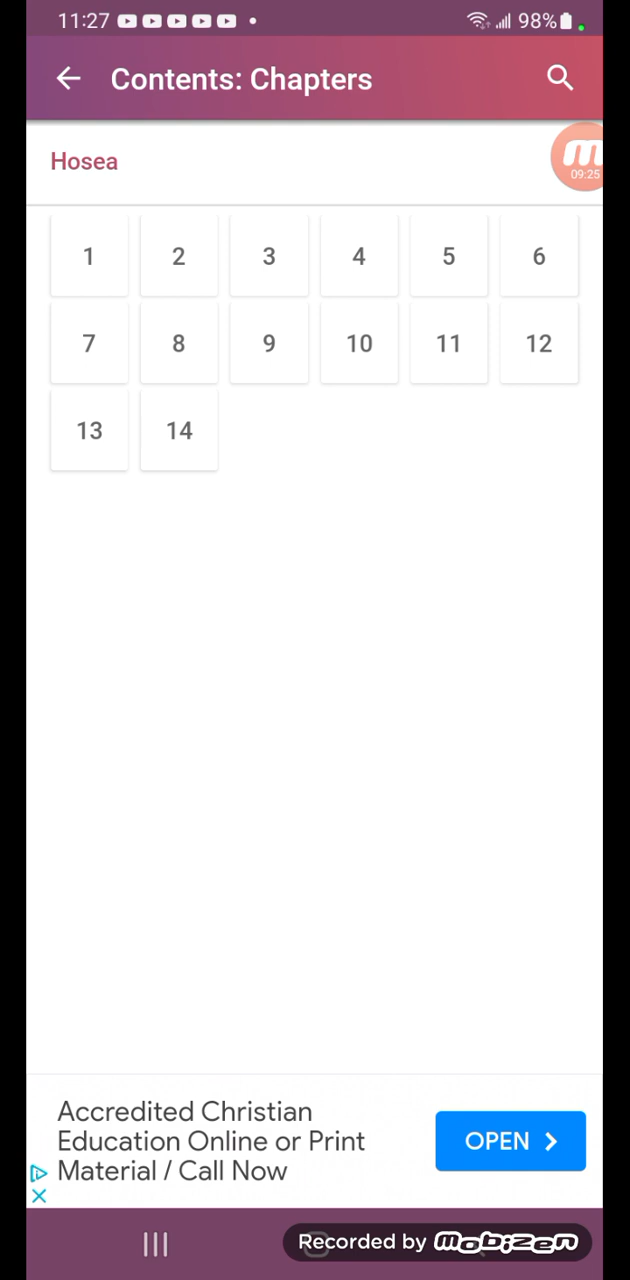 11:27
98%
Contents: Chapters
Hosea
09:25
1 2 3 4 5 6
7 8 9 10 11 12
13 14
Accredited Christian
Education Online or Print
Material / Call Now
OPEN
Recorded by mobizen